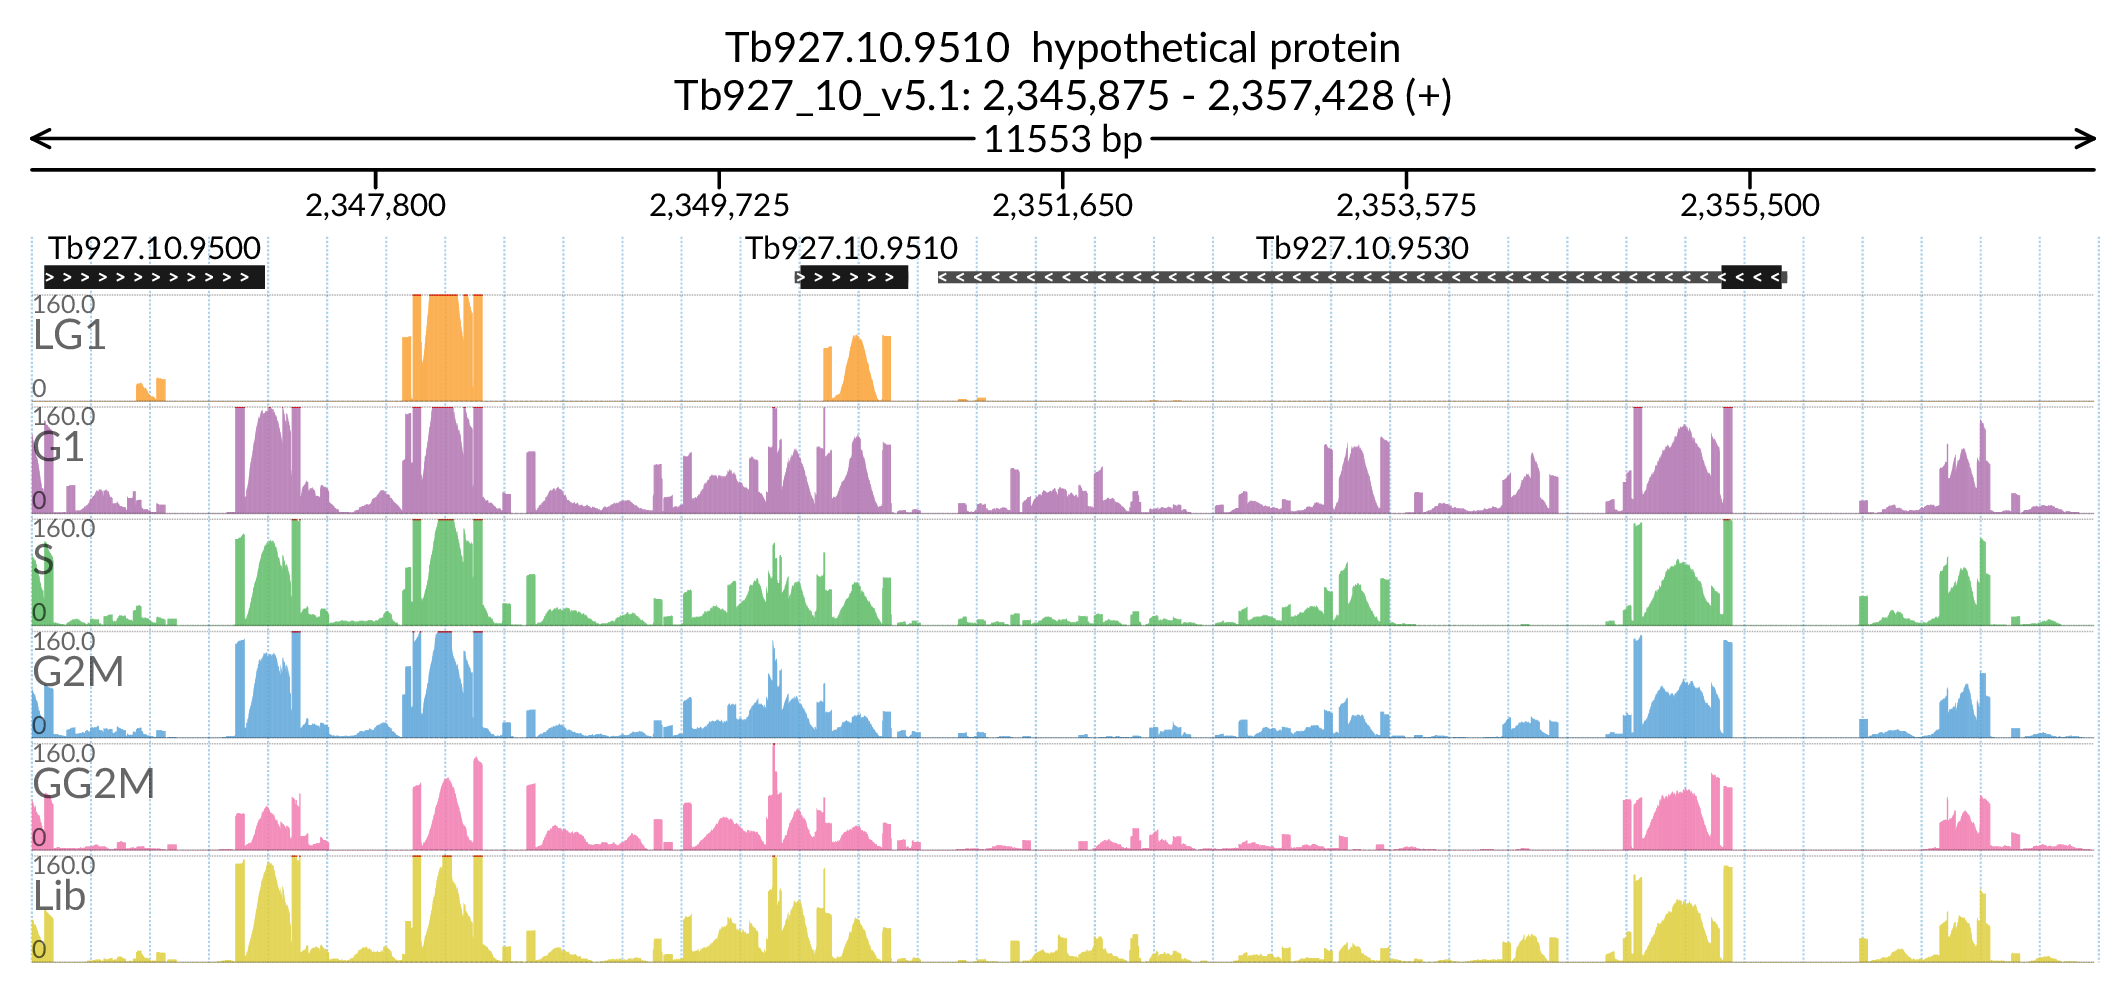 Tb927.10.9510  hypothetical protein
Tb927_10_v5.1: 2,345,875 - 2,357,428 (+)
11553 bp
2,347,800 2,349,725 2,351,650 2,353,575 2,355,500
Tb927.10.9500 Tb927.10.9510 Tb927.10.9530
160.0
LG1
0
160.0
G1
0
160.0
S
0
160.0
G2M
0
160.0
GG2M
0
160.0
Lib
0